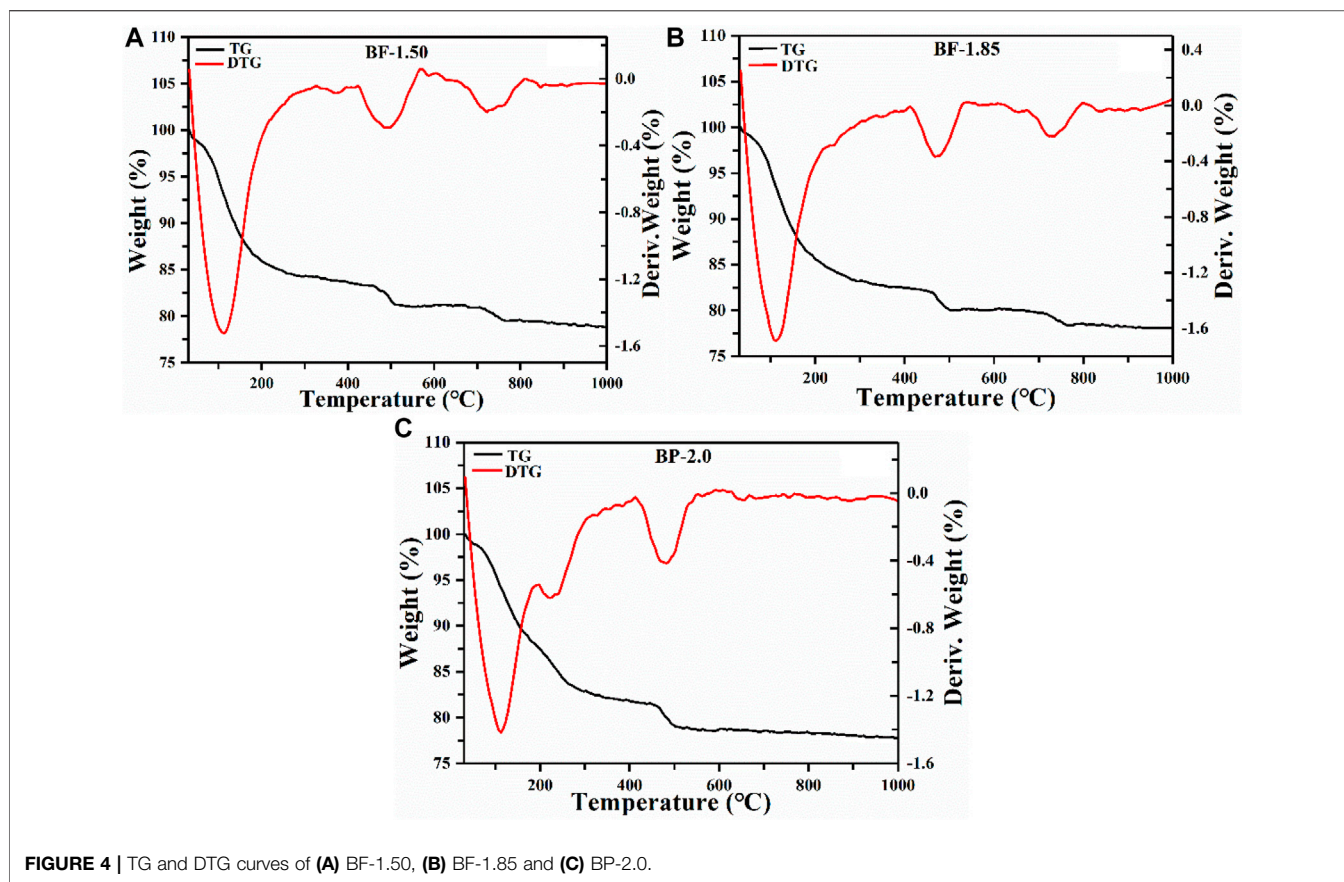 A
BF-1.50
TG
DTG
110
105
100
95
90
85
80
75
Weight (%)
0.0
-0.4
-0.8
-1.2
-1.6
Deriv.Weight (%)
200
400
600
800
1000
Temperature (°C)
B
BF-1.85
TG
DTG
110
105
100
95
90
85
80
75
Weight (%)
0.4
0.0
-0.4
-0.8
-1.2
-1.6
Deriv. Weight (%)
200
400
600
800
1000
Temperature (°C)
C
BP-2.0
TG
DTG
110
105
100
95
90
85
80
75
Weight (%)
0.0
-0.4
-0.8
-1.2
-1.6
Deriv. Weight (%)
200
400
600
800
1000
Temperature (°C)
FIGURE 4 | TG and DTG curves of (A) BF-1.50, (B) BF-1.85 and (C) BP-2.0.